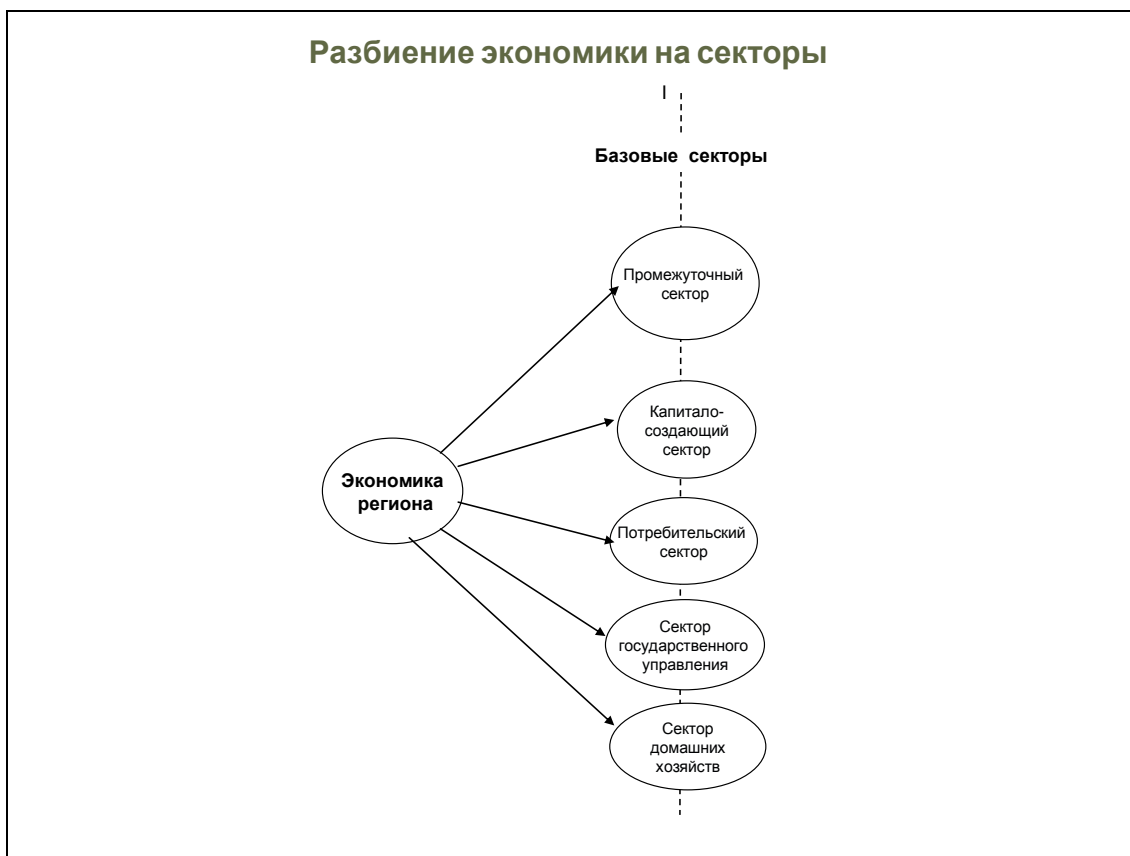 Разбиение экономики на секторы
I
Базовые секторы
Промежуточный
сектор
Капитало-
создающий
сектор
Экономика
региона
Потребительский
сектор
Сектор
государственного
управления
Сектор
домашних
хозяйств